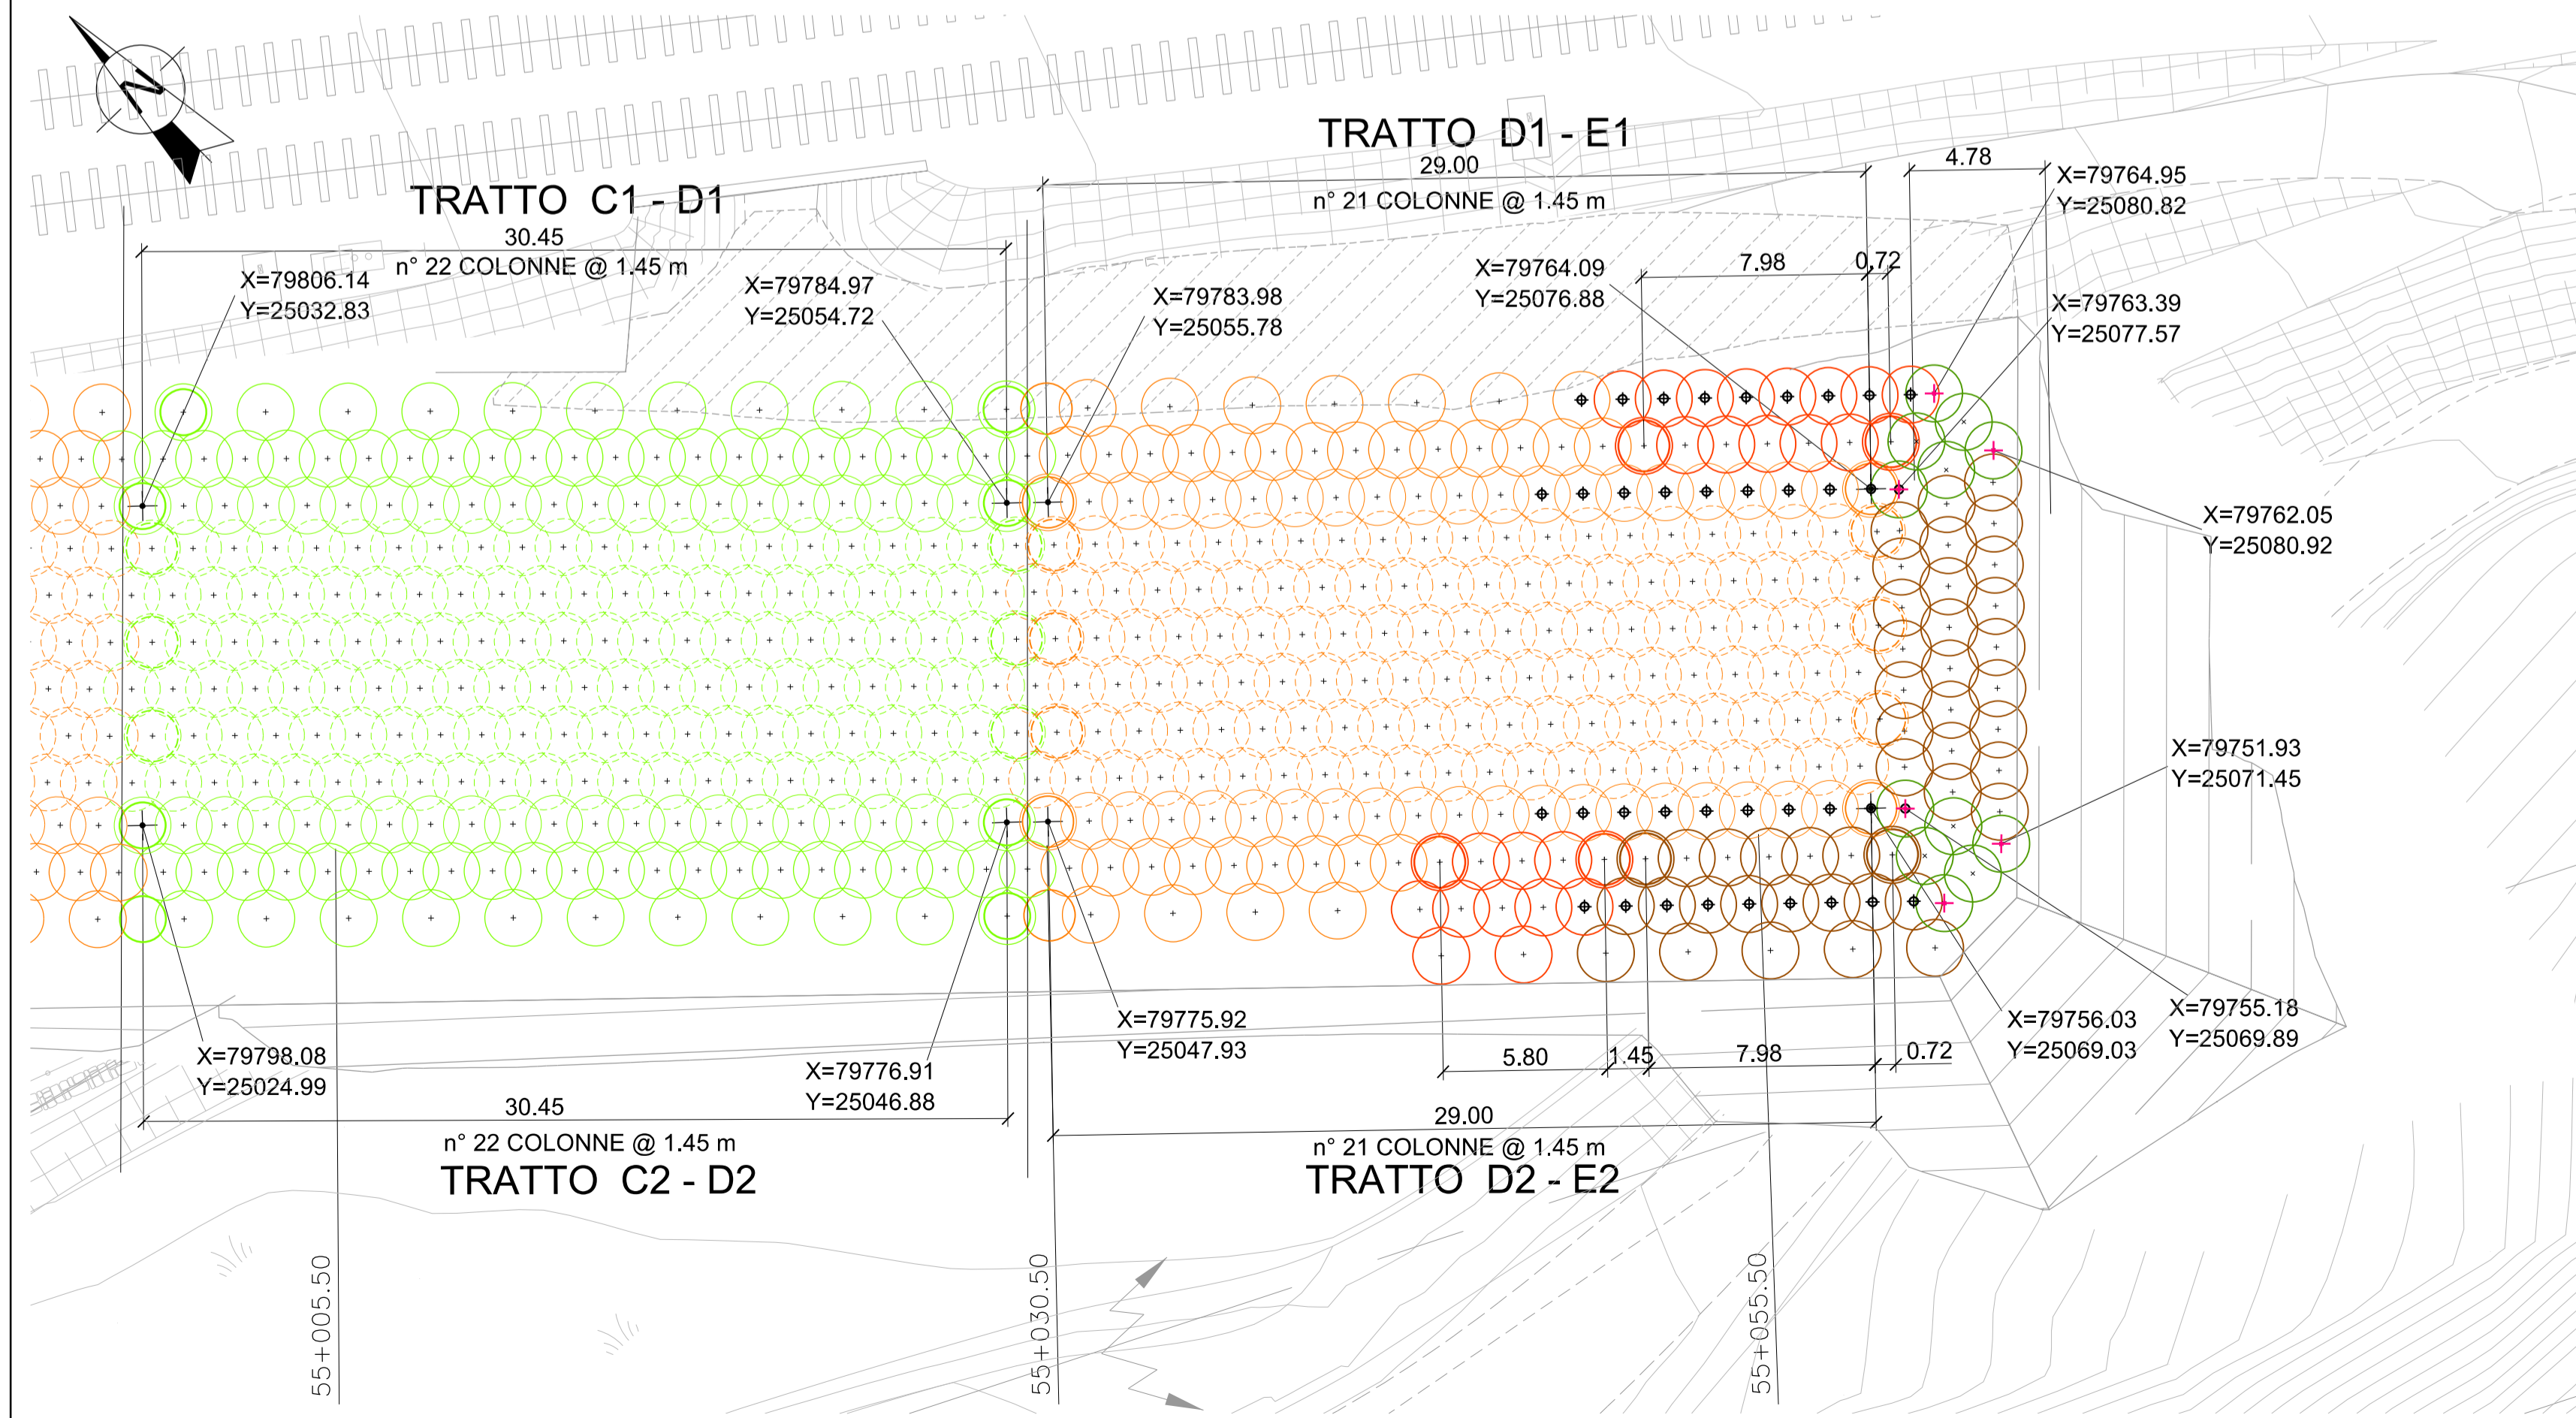 N
TRATTO D1 - E1
29.00
n° 21 COLONNE @ 1.45 m
4.78
X=79764.95
Y=25080.82
TRATTO C1 - D1
30.45
n° 22 COLONNE @ 1.45 m
X=79806.14
Y=25032.83
X=79784.97
Y=25054.72
X=79783.98
Y=25055.78
X=79764.09
Y=25076.88
7.98
0.72
X=79763.39
Y=25077.57
X=79762.05
Y=25080.92
X=79751.93
Y=25071.45
X=79798.08
Y=25024.99
X=79776.91
Y=25046.88
X=79775.92
Y=25047.93
5.80
1.45
7.98
0.72
X=79756.03
Y=25069.03
X=79755.18
Y=25069.89
30.45
n° 22 COLONNE @ 1.45 m
TRATTO C2 - D2
29.00
n° 21 COLONNE @ 1.45 m
TRATTO D2 - E2
55+005.50
55+030.50
55+055.50